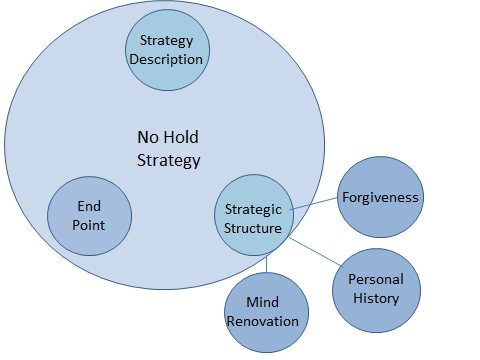 Strategy
Description
No Hold
Strategy
End
Point
Strategic
Structure
Forgiveness
Personal
History
Mind
Renovation